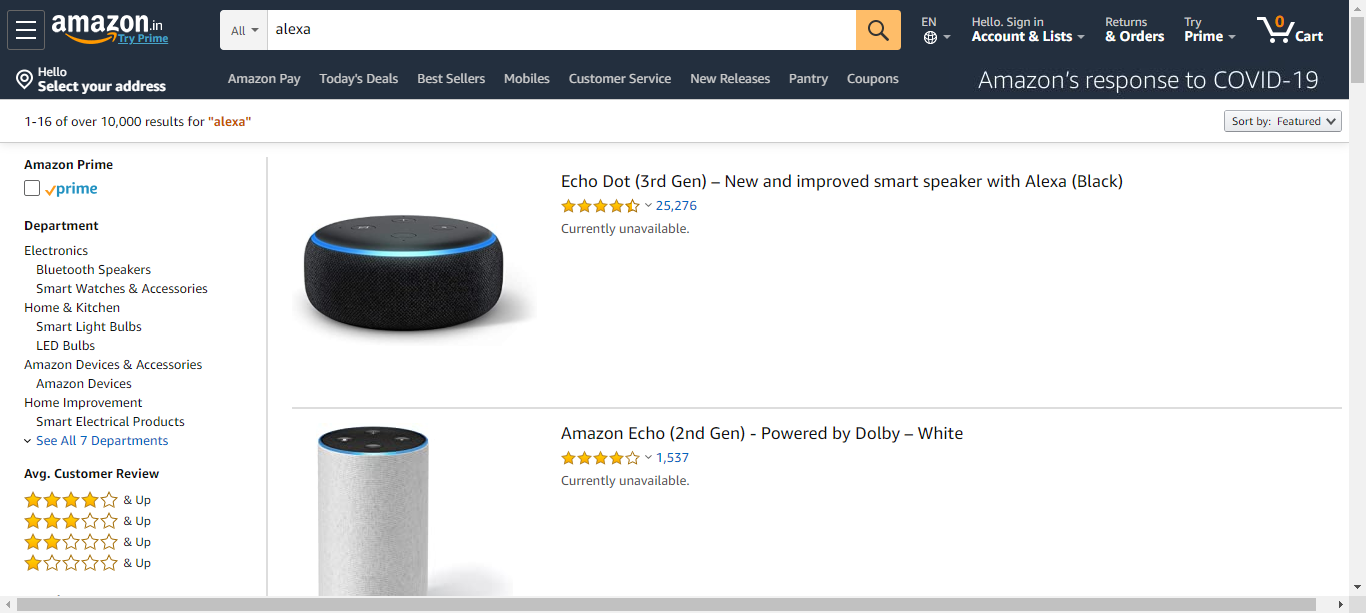 amazon.in
Try Prime
All
alexa
EN
Hello. Sign in
Account & Lists
Returns
& Orders
Try
Prime
0
Cart
Hello
Select your address
Amazon Pay
Today's Deals
Best Sellers
Mobiles
Customer Service
New Releases
Pantry
Coupons
Amazon's response to COVID-19
1-16 of over 10,000 results for "alexa"
Sort by: Featured
Amazon Prime
prime
Department
Electronics
Bluetooth Speakers
Smart Watches & Accessories
Home & Kitchen
Smart Light Bulbs
LED Bulbs
Amazon Devices & Accessories
Amazon Devices
Home Improvement
Smart Electrical Products
See All 7 Departments
Avg. Customer Review
& Up
& Up
& Up
& Up
Echo Dot (3rd Gen) – New and improved smart speaker with Alexa (Black)
25,276
Currently unavailable.
Amazon Echo (2nd Gen) - Powered by Dolby – White
1,537
Currently unavailable.